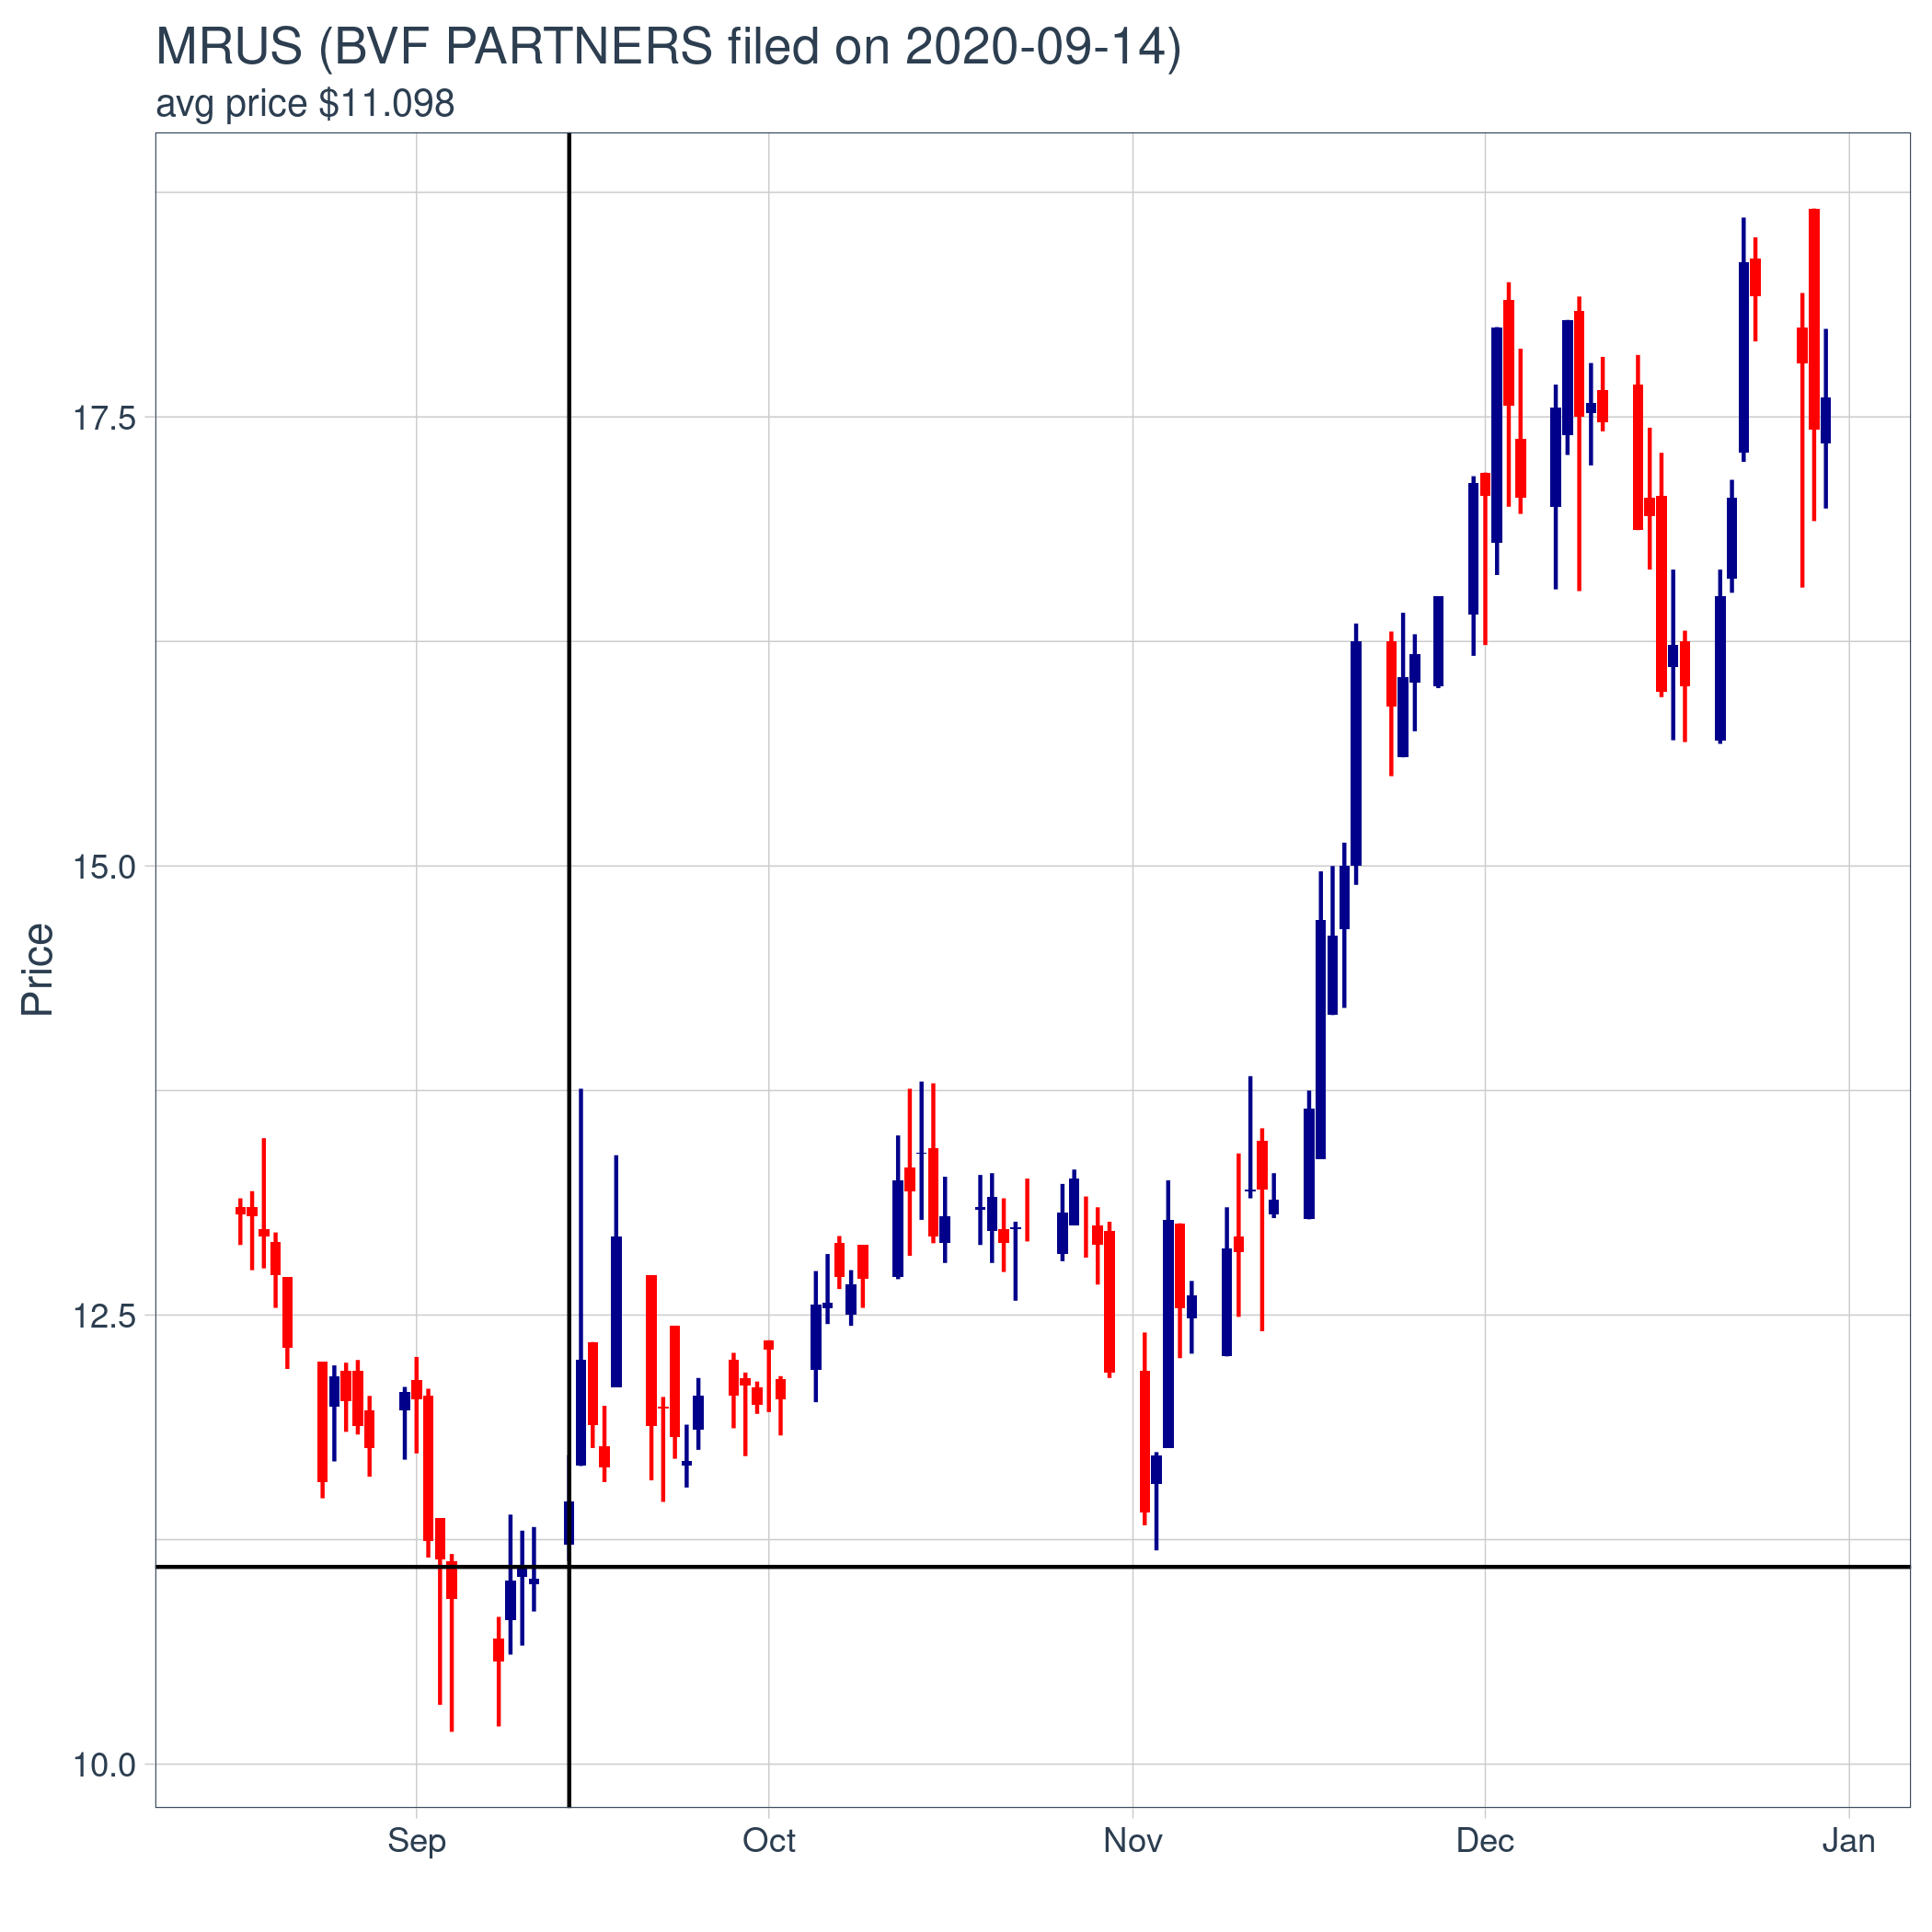 MRUS (BVF PARTNERS filed on 2020-09-14)
avg price $11.098
17.5
15.0
12.5
10.0
Price
Sep Oct Nov Dec Jan